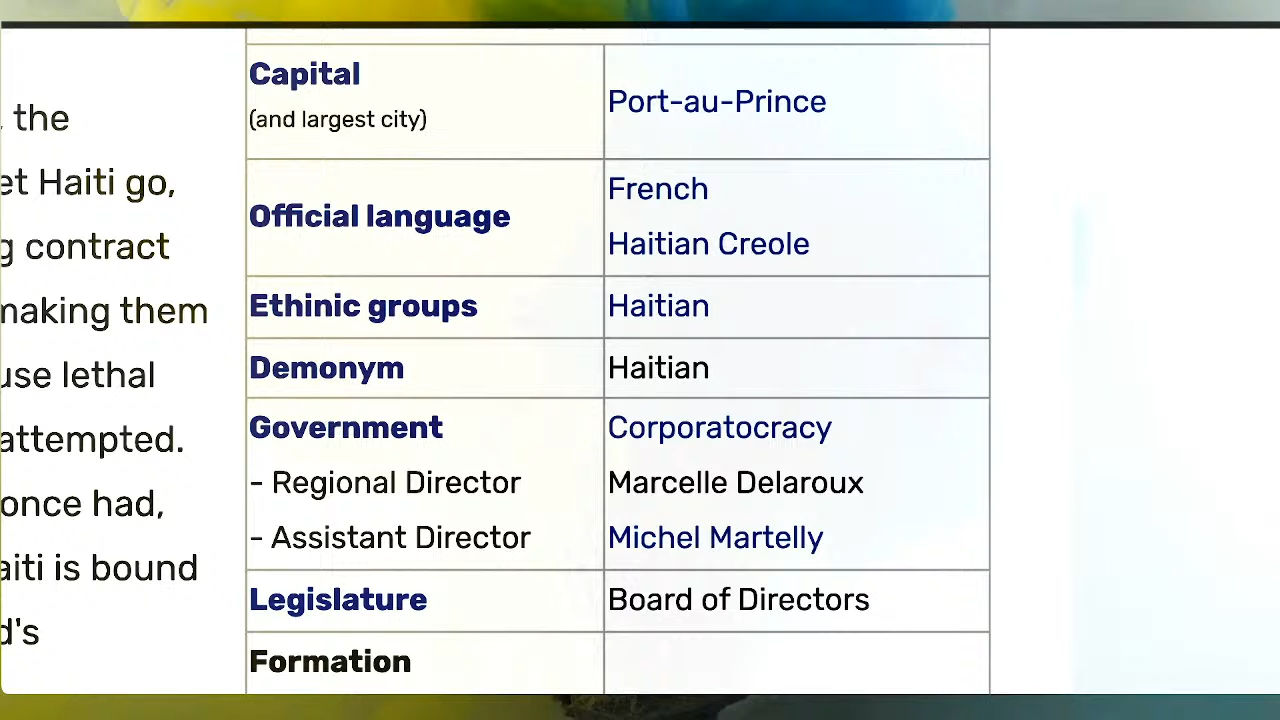 , the
et Haiti go,
g contract
making them
use lethal
attempted.
once had,
aiti is bound
d's
Capital
(and largest city)
Port-au-Prince
Official language
French
Haitian Creole
Ethinic groups
Haitian
Demonym
Haitian
Government
Corporatocracy
- Regional Director
Marcelle Delaroux
- Assistant Director
Michel Martelly
Legislature
Board of Directors
Formation